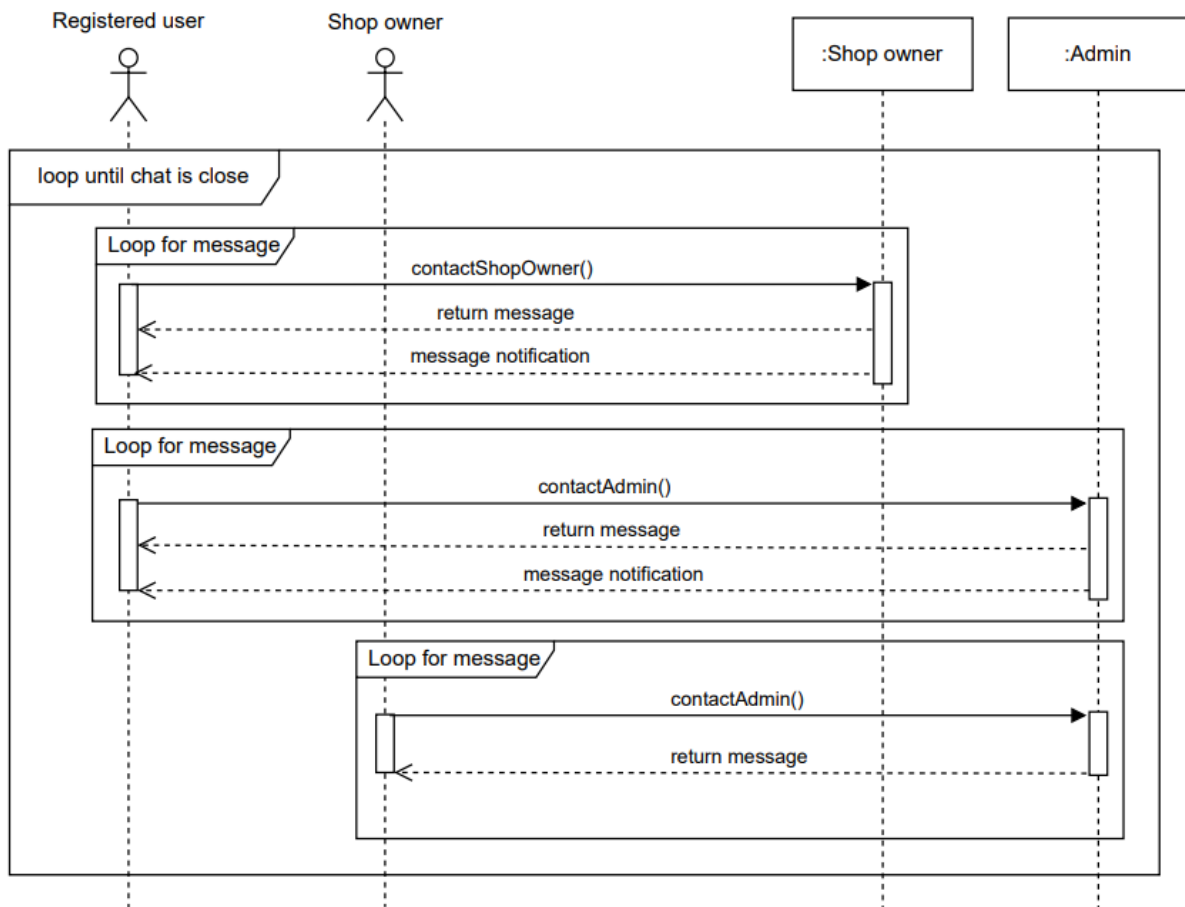 Registered user
Shop owner
:Shop owner
:Admin
loop until chat is close
Loop for message
contactShopOwner()
return message
message notification
Loop for message
contactAdmin()
return message
message notification
Loop for message
contactAdmin()
return message